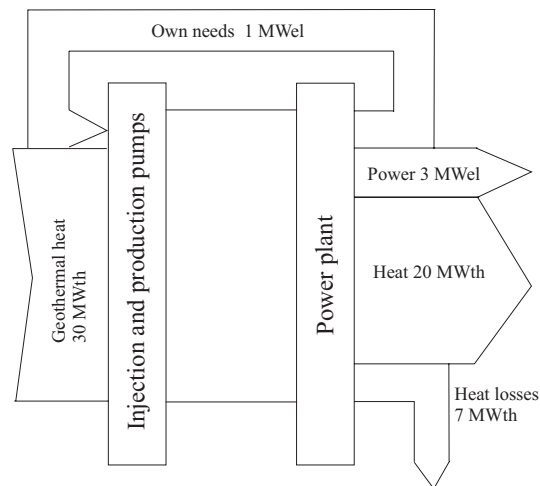 Own needs 1 MWel
Geothermal heat
30 MWth
Injection and production pumps
Power plant
Power 3 MWel
Heat 20 MWth
Heat losses
7 MWth